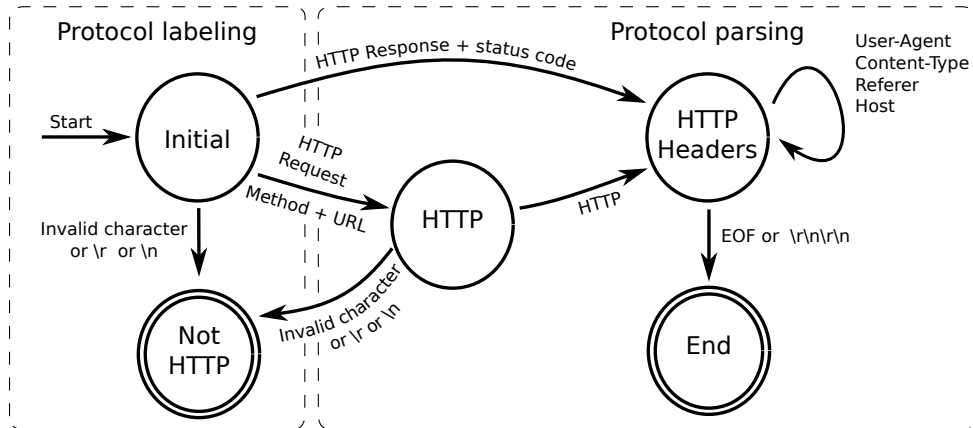 Protocol labeling
Protocol parsing
HTTP Response + status code
User-Agent
Content-Type
Referer
Host
Start
Initial
HTTP
Request
Method + URL
HTTP
Headers
HTTP
HTTP
Invalid character
or \r or \n
EOF or \r\n\r\n
Invalid character
or \r or \n
Not
HTTP
End